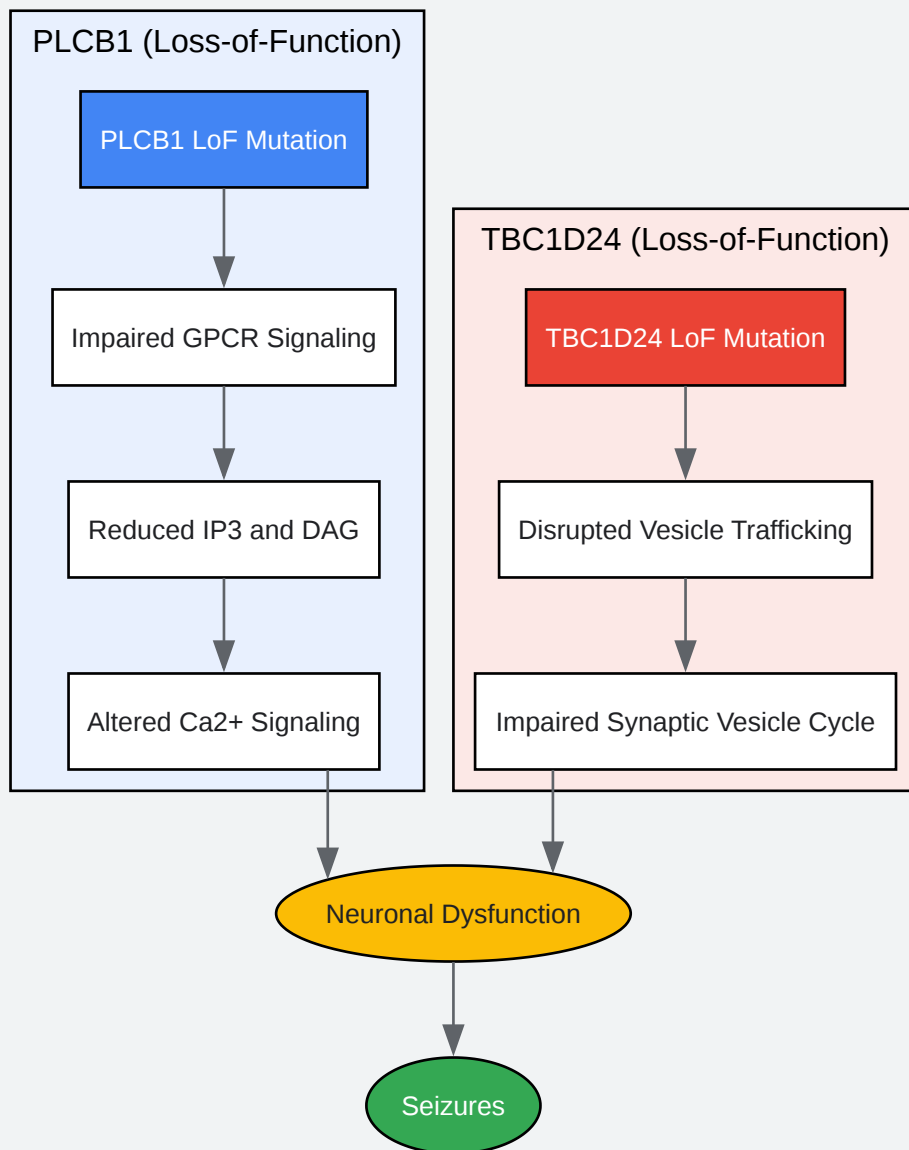 PLCB1 (Loss-of-Function)
PLCB1 LoF Mutation
Impaired GPCR Signaling
Reduced IP3 and DAG
Altered Ca2+ Signaling
TBC1D24 (Loss-of-Function)
TBC1D24 LoF Mutation
Disrupted Vesicle Trafficking
Impaired Synaptic Vesicle Cycle
Neuronal Dysfunction
Seizures